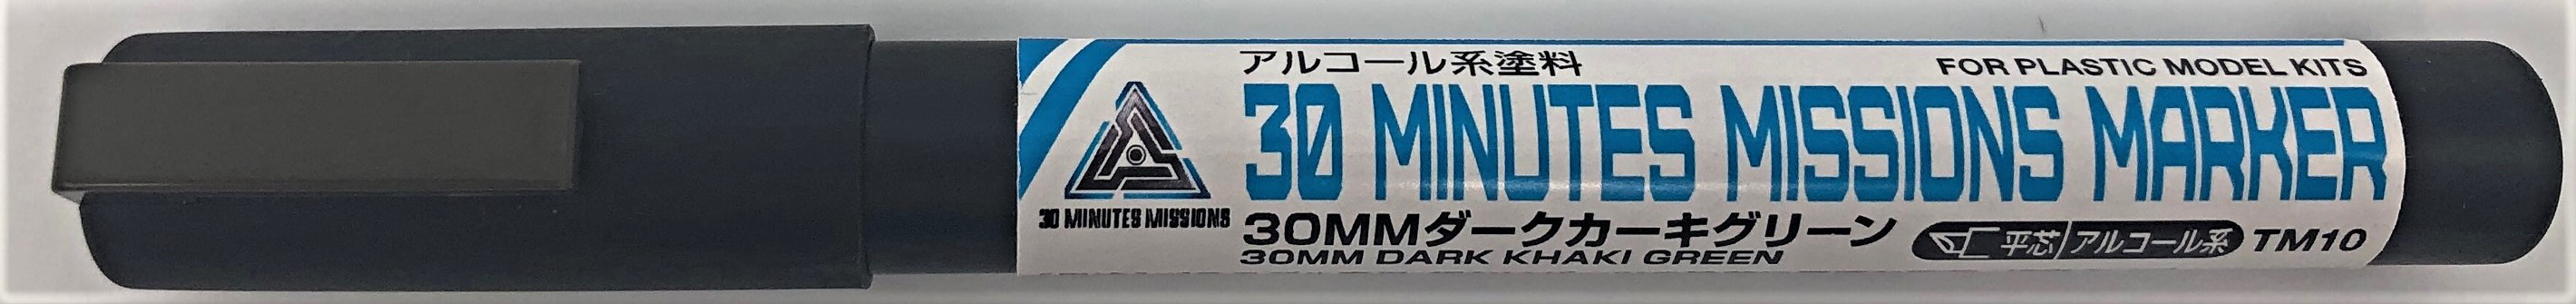 アルコール系塗料
FOR PLASTIC MODEL KITS
30 MINUTES MISSIONS MARKER
30 MINUTES MISSIONS
30MMダークカーキグリーン
平芯 アルコール系 TM10
30MM DARK KHAKI GREEN